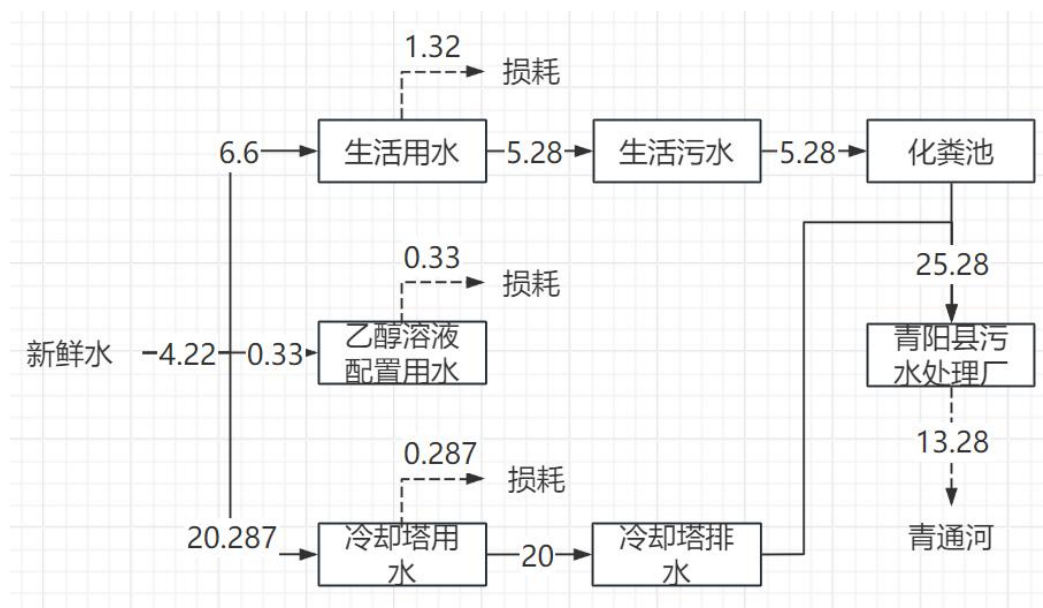 1.32
损耗
6.6
生活用水
5.28
生活污水
5.28
化粪池
0.33
损耗
25.28
新鲜水
4.22
0.33
乙醇溶液
配置用水
青阳县污
水处理厂
0.287
损耗
13.28
20.287
冷却塔用
水
20
冷却塔排
水
青通河